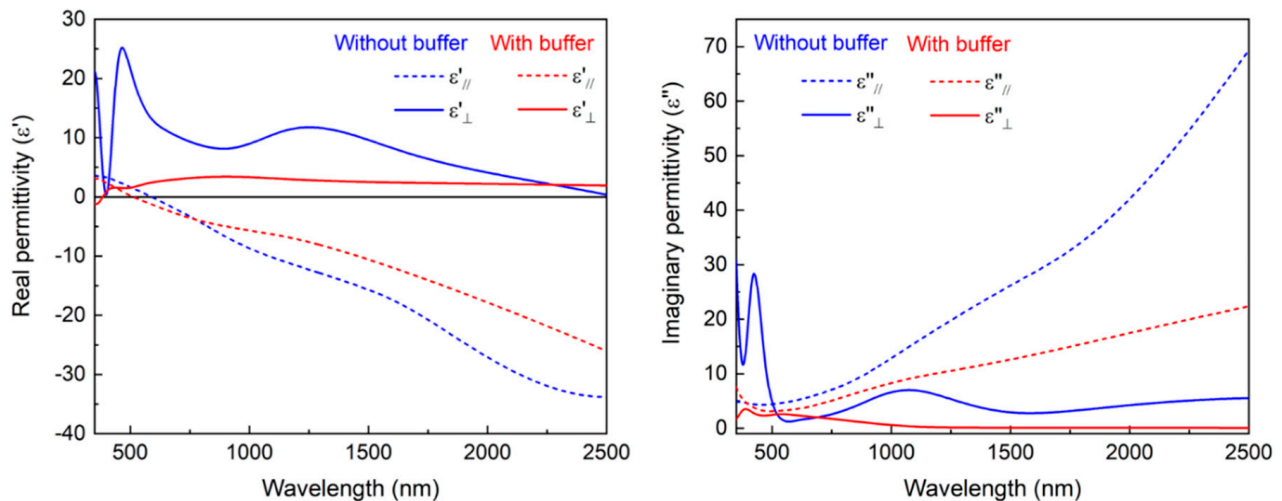 Without buffer With buffer
ε'// ε'//
ε'⊥ ε'⊥
30
20
10
0
-10
-20
-30
-40
Real permittivity (ε')
500 1000 1500 2000 2500
Wavelength (nm)
Without buffer With buffer
ε''// ε''//
ε''⊥ ε''⊥
70
60
50
40
30
20
10
0
Imaginary permittivity (ε'')
500 1000 1500 2000 2500
Wavelength (nm)